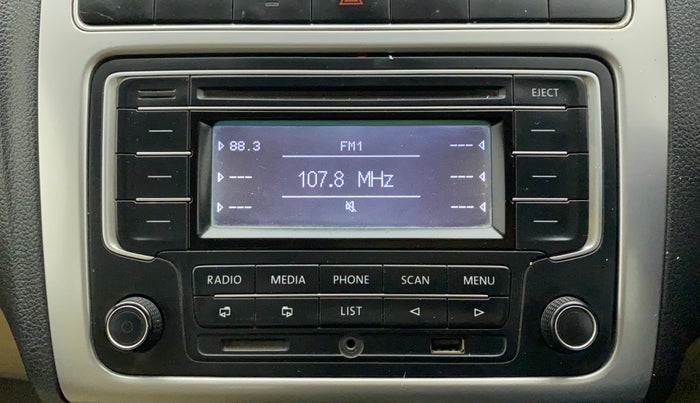 EJECT
88.3 FM1 ---
--- 107.8 MHz ---
--- ---
RADIO MEDIA PHONE SCAN MENU
LIST